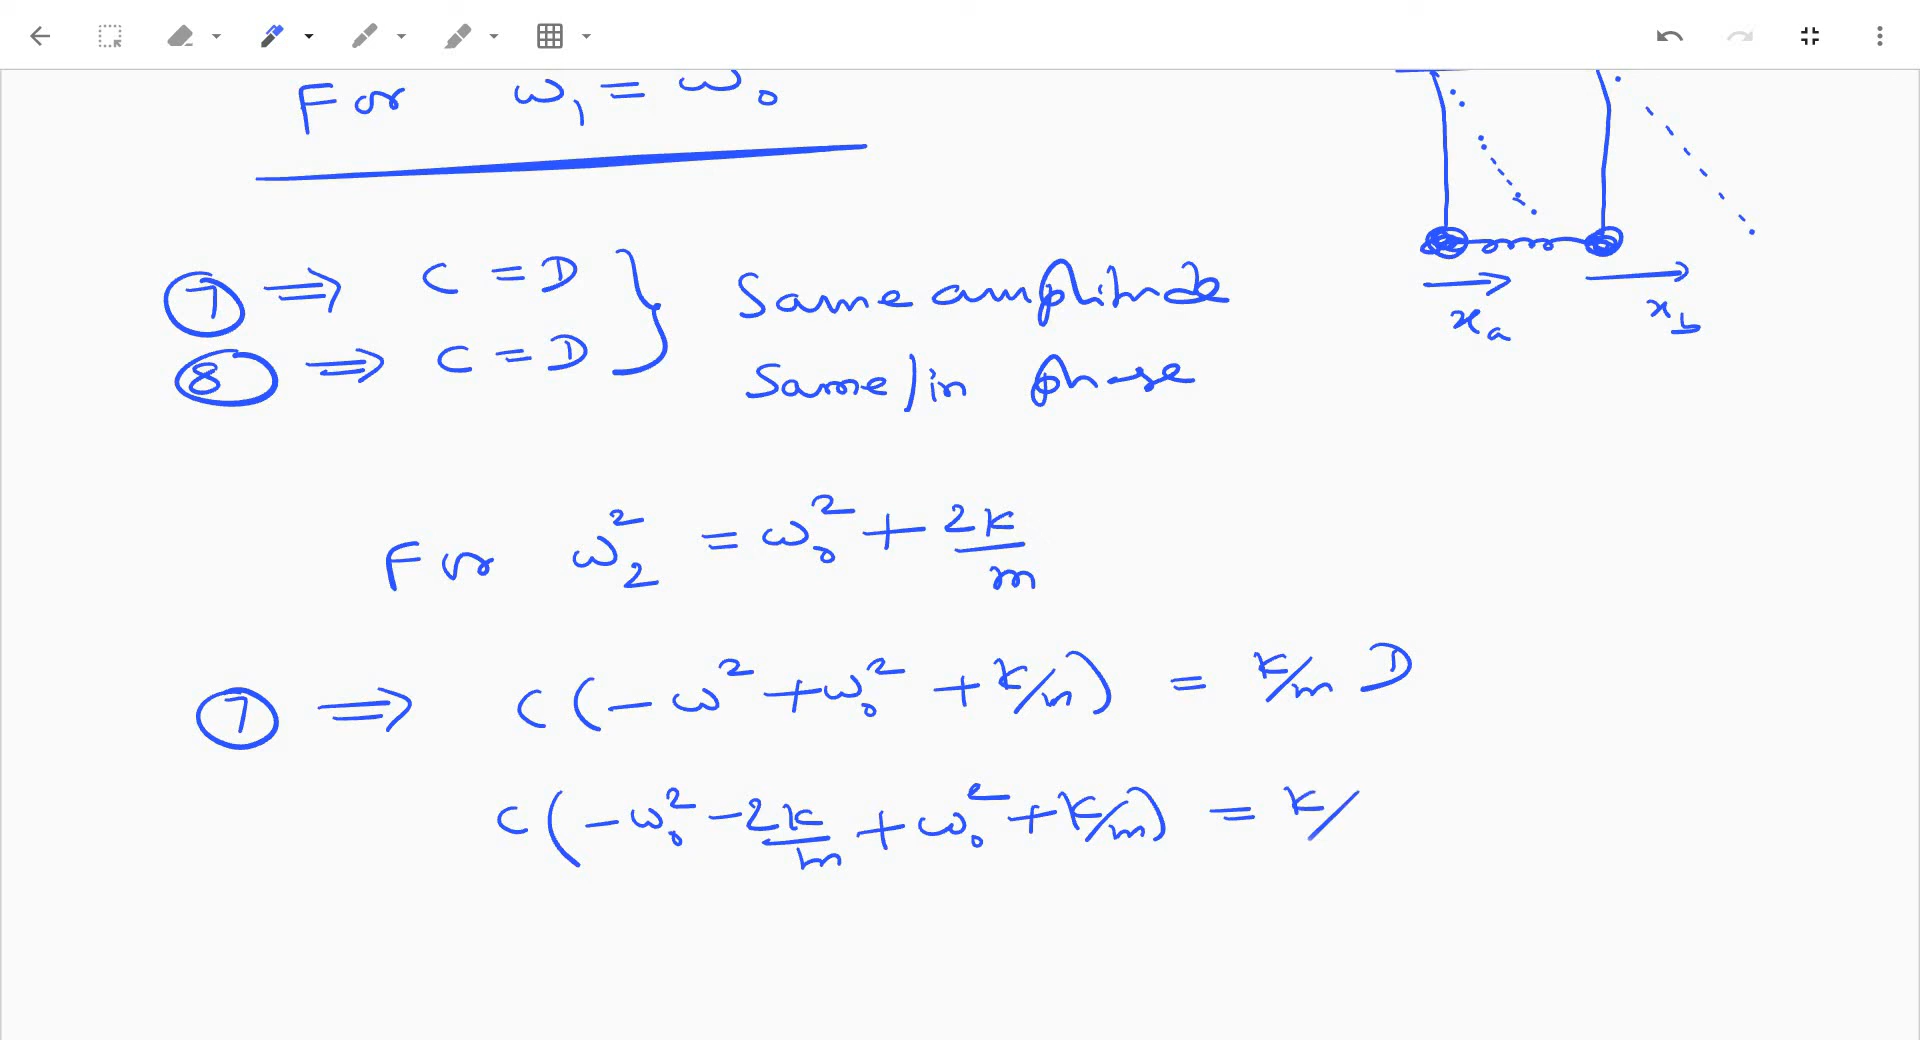 For ω₁ = ω₀
⑦ ⟹ C = D } Same amplitude
⑧ ⟹ C = D } Same/in phase
xₐ
x_b
For ω₂² = ω₀² + 2k/m
⑦ ⟹ C(-ω² + ω₀² + k/m) = k/m D
C(-ω₀² - 2k/m + ω₀² + k/m) = k/